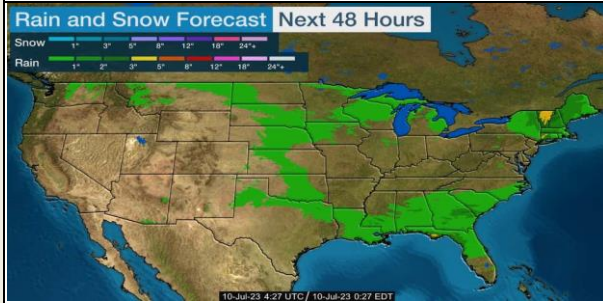 Rain and Snow Forecast Next 48 Hours
Snow 1" 3" 5" 8" 12" 18" 24"+
Rain 1" 2" 3" 5" 8" 12" 18" 24"+
10-Jul-23 4:27 UTC / 10-Jul-23 0:27 EDT